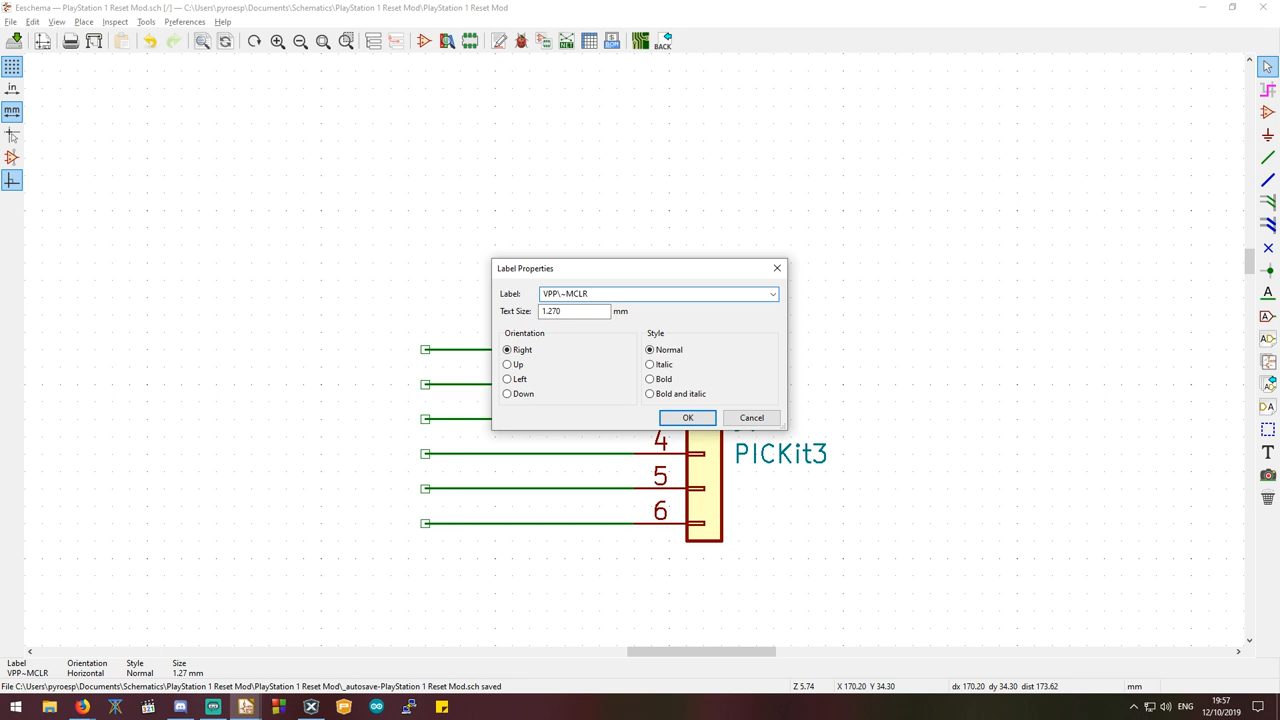 Eeschema — PlayStation 1 Reset Mod.sch [/] — C:\Users\pyroesp\Documents\Schematics\PlayStation 1 Reset Mod\PlayStation 1 Reset Mod
File Edit View Place Inspect Tools Preferences Help
BOM BACK
NET
in
mm
Label Properties
Label: VPP\~MCLR
Text Size: 1.270 mm
Orientation Style
Right Normal
Up Italic
Left Bold
Down Bold and italic
OK Cancel
4
PICKit3
5
6
A
T
Label Orientation Style Size
VPP~MCLR Horizontal Normal 1.27 mm
File C:\Users\pyroesp\Documents\Schematics\PlayStation 1 Reset Mod\PlayStation 1 Reset Mod\_autosave-PlayStation 1 Reset Mod.sch saved
Z 5.74 X 170.20 Y 34.30 dx 170.20 dy 34.30 dist 173.62 mm
19:57
ENG
12/10/2019